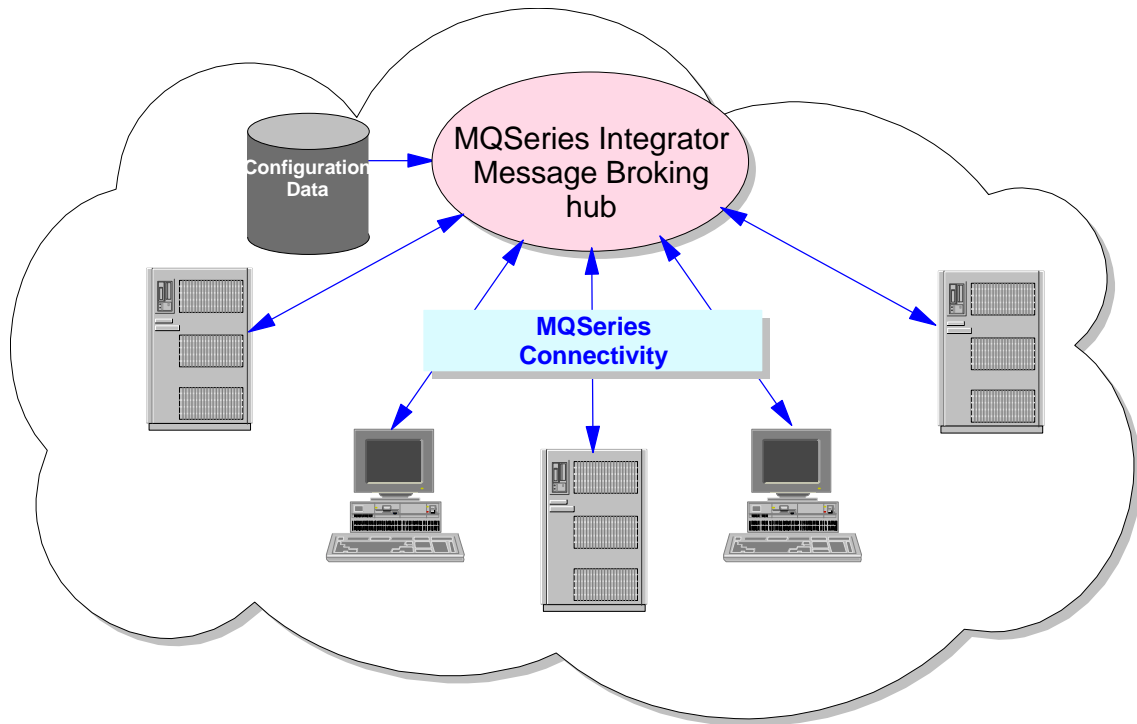 MQSeries Integrator
Message Broking
hub
Configuration
Data
MQSeries
Connectivity